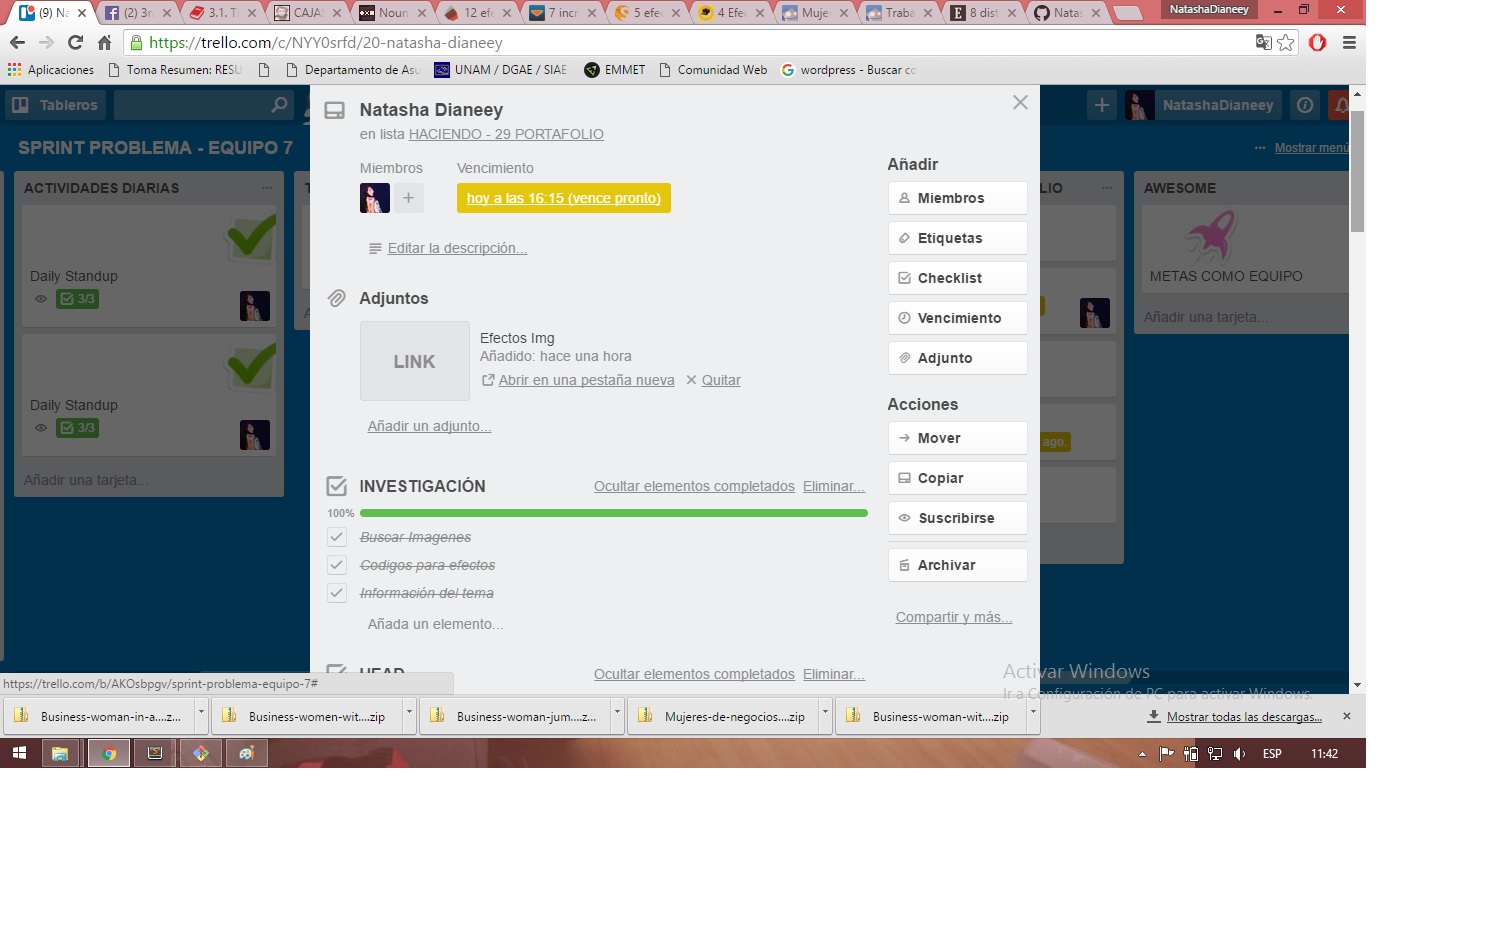 (9) Na
(2) 3ra
3.1. Ti
CAJAS
Noun
12 efe
7 incr
5 efec
4 Efec
Mujer
Traba
8 dist
Natas
NatashaDianeey
https://trello.com/c/NYY0srfd/20-natasha-dianeey
Aplicaciones
Toma Resumen: RESU
Departamento de Asu
UNAM / DGAE / SIAE
EMMET
Comunidad Web
wordpress - Buscar co
Tableros
NatashaDianeey
SPRINT PROBLEMA - EQUIPO 7
Mostrar menú
ACTIVIDADES DIARIAS
Daily Standup
3/3
Daily Standup
3/3
Añadir una tarjeta...
Natasha Dianeey
en lista HACIENDO - 29 PORTAFOLIO
Miembros
Vencimiento
hoy a las 16:15 (vence pronto)
Editar la descripción...
Adjuntos
LINK
Efectos Img
Añadido: hace una hora
Abrir en una pestaña nueva
Quitar
Añadir un adjunto...
INVESTIGACIÓN
Ocultar elementos completados Eliminar...
100%
Buscar Imagenes
Codigos para efectos
Información del tema
Añada un elemento...
HEAD
Ocultar elementos completados Eliminar...
Añadir
Miembros
Etiquetas
Checklist
Vencimiento
Adjunto
Acciones
Mover
Copiar
Suscribirse
Archivar
Compartir y más...
LIO
ago.
AWESOME
METAS COMO EQUIPO
Añadir una tarjeta...
Activar Windows
Ir a Configuración de PC para activar Windows.
https://trello.com/b/AKOsbpgv/sprint-problema-equipo-7#
Business-woman-in-a....z...
Business-women-wit....zip
Business-woman-jum....z...
Mujeres-de-negocios....zip
Business-woman-wit....zip
Mostrar todas las descargas...
ESP
11:42